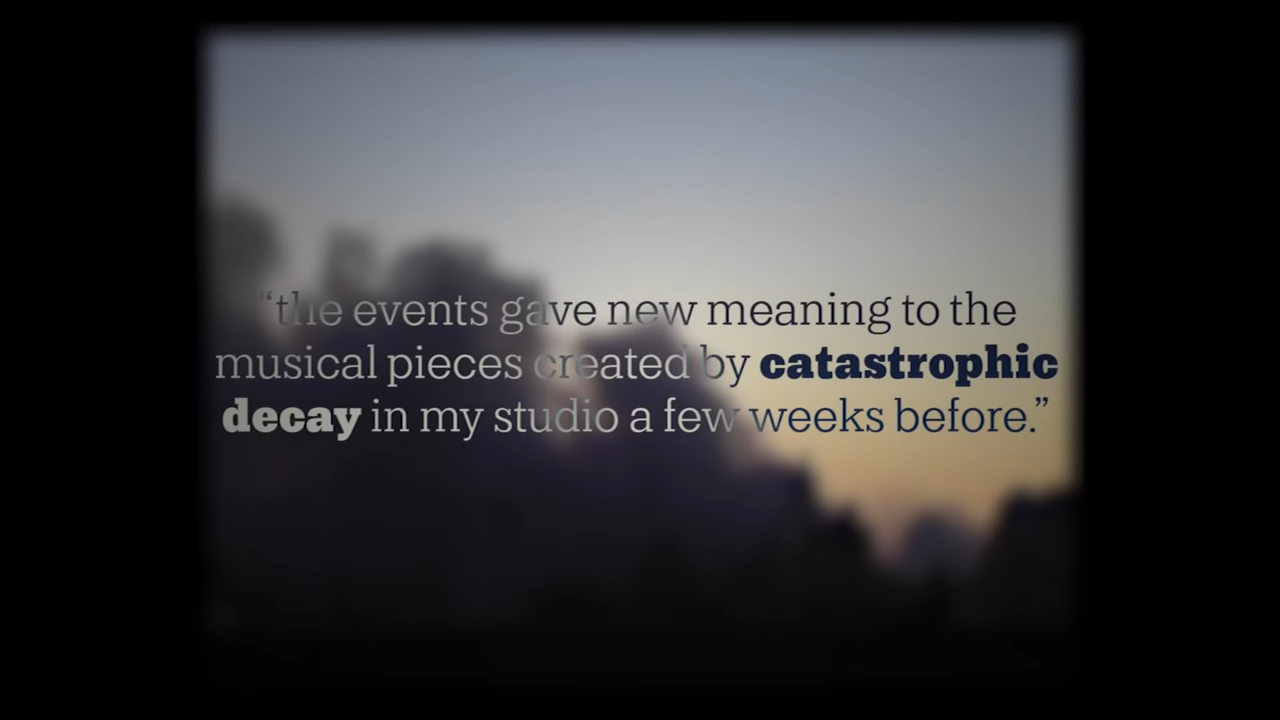 “the events gave new meaning to the
musical pieces created by catastrophic
decay in my studio a few weeks before.”